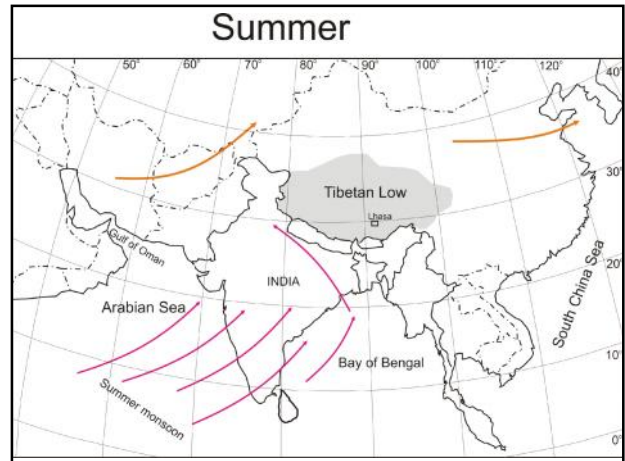 Summer
50°
60°
70°
80°
90°
100°
110°
120°
40°
30°
20°
10°
0°
Tibetan Low
Lhasa
Gulf of Oman
INDIA
Arabian Sea
Bay of Bengal
South China Sea
Summer monsoon